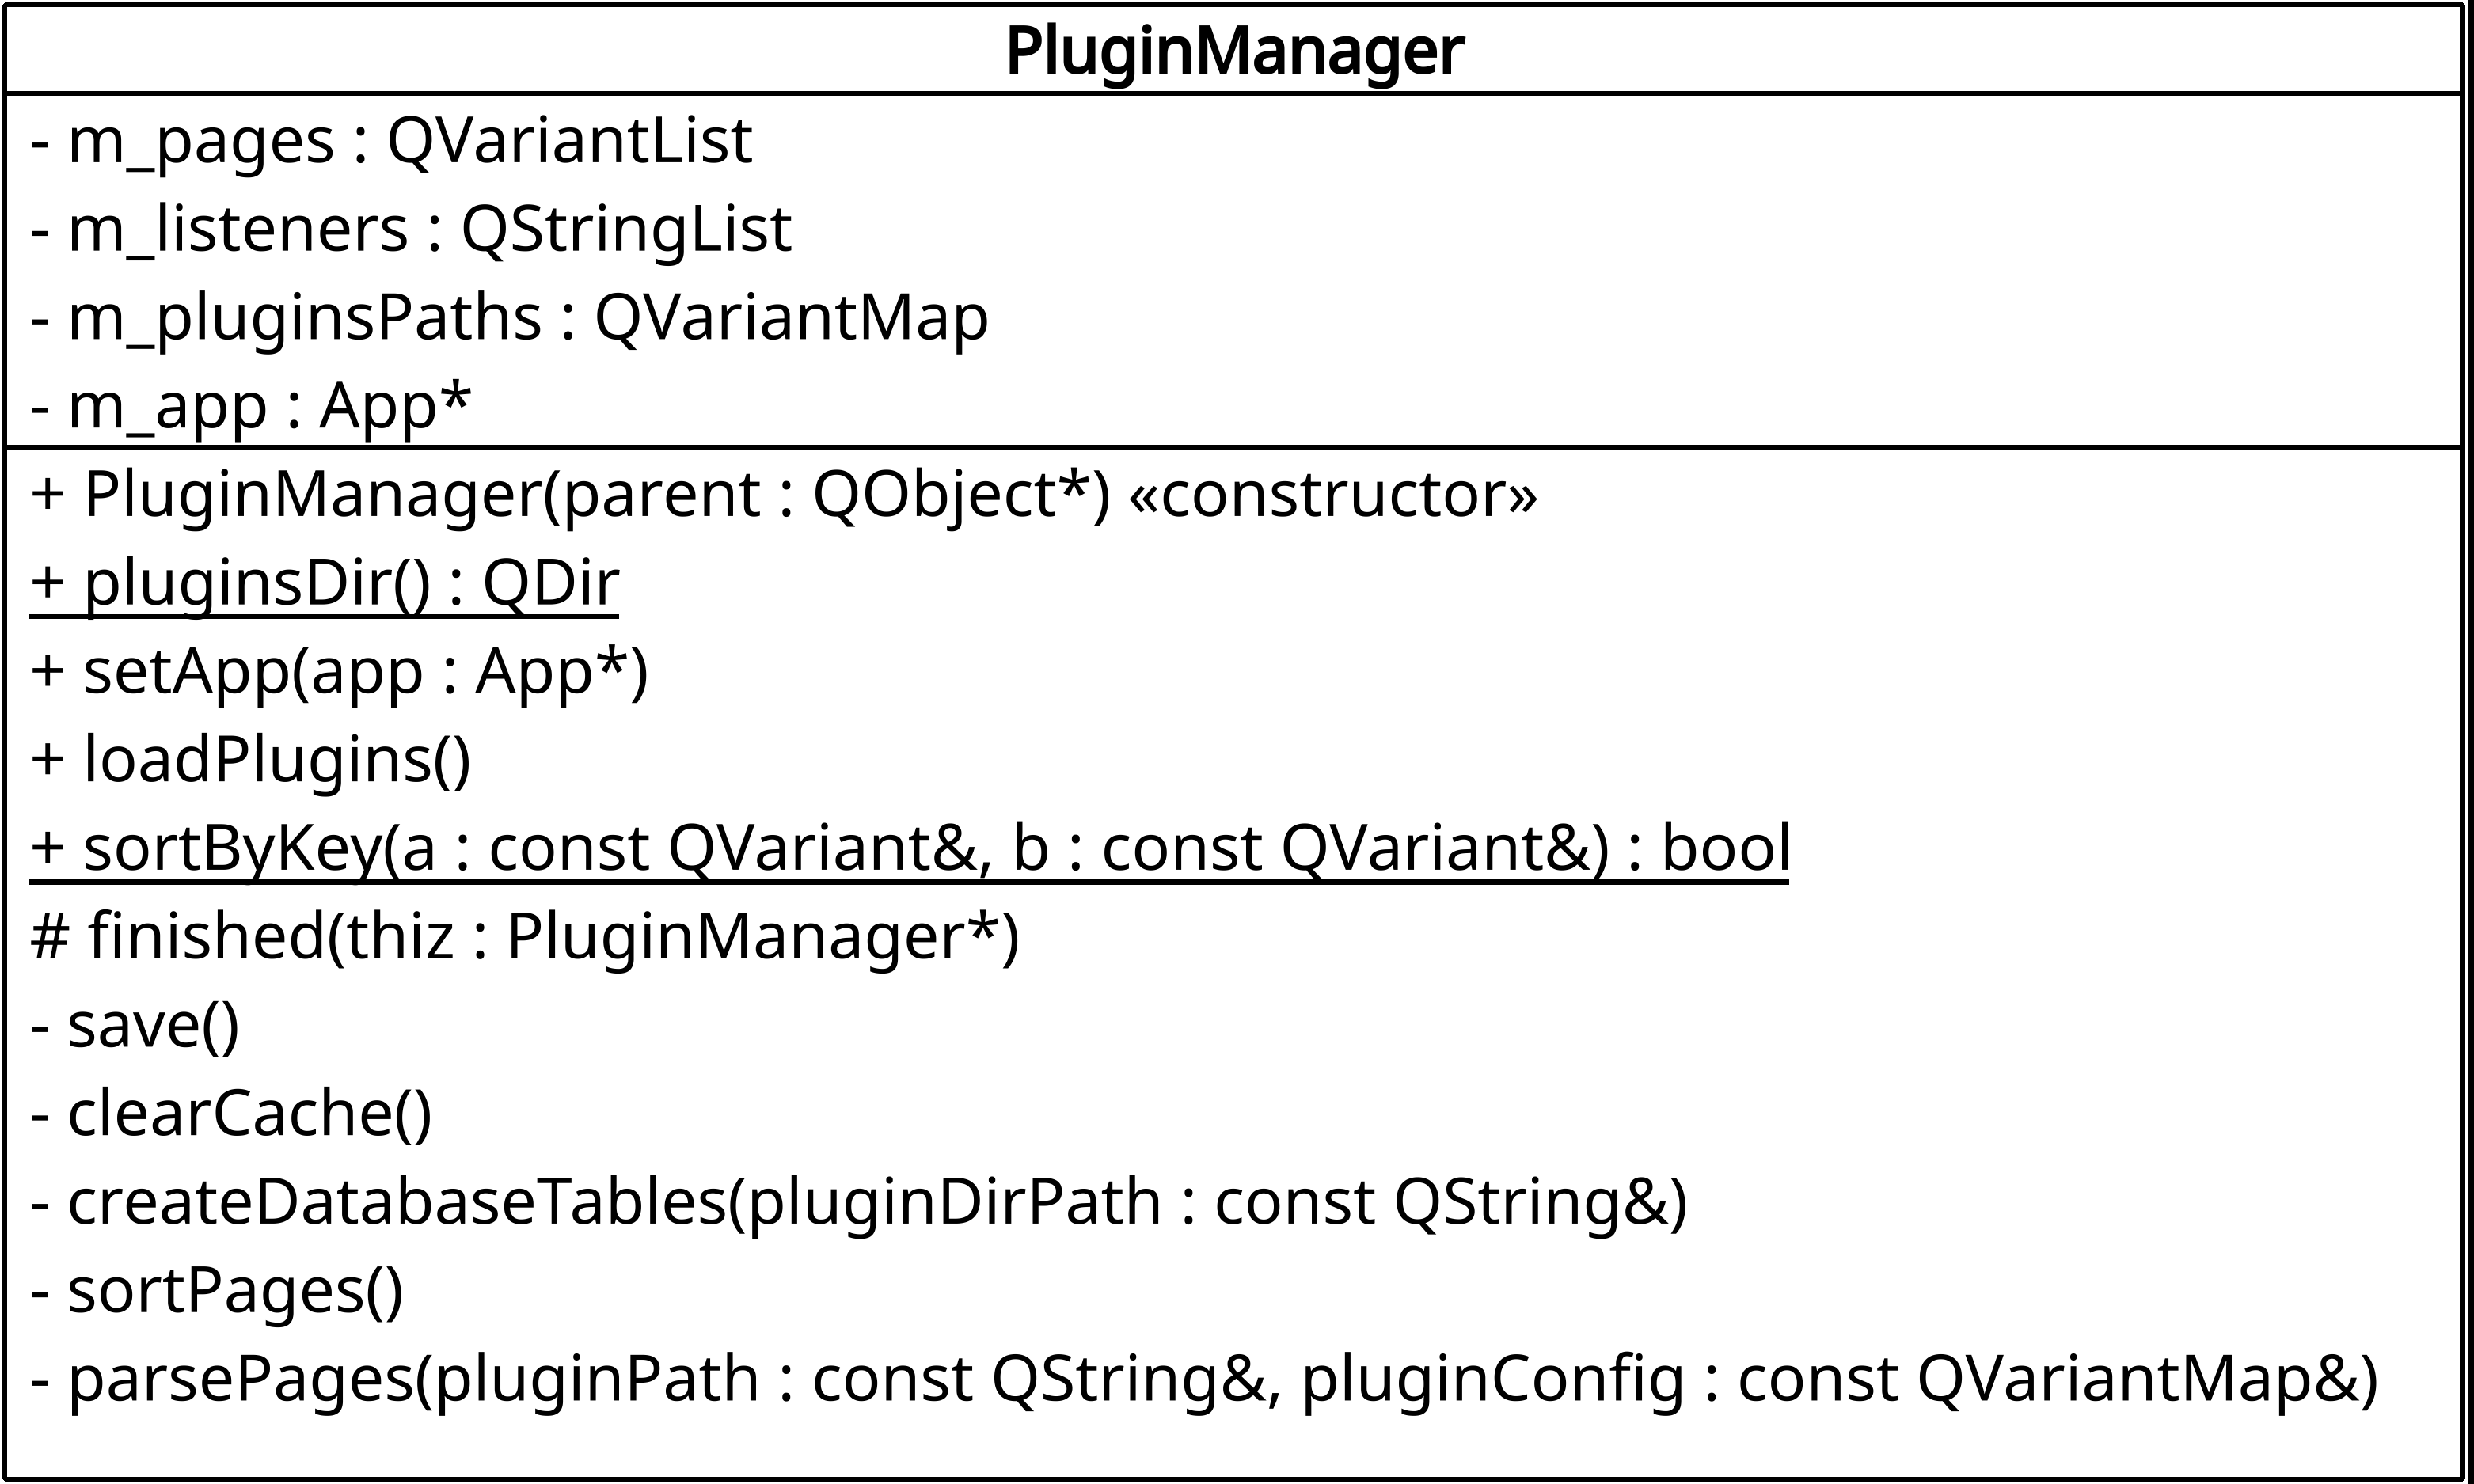 PluginManager
- m_pages : QVariantList
- m_listeners : QStringList
- m_pluginsPaths : QVariantMap
- m_app : App*
+ PluginManager(parent : QObject*) «constructor»
+ pluginsDir() : QDir
+ setApp(app : App*)
+ loadPlugins()
+ sortByKey(a : const QVariant&, b : const QVariant&) : bool
# finished(thiz : PluginManager*)
- save()
- clearCache()
- createDatabaseTables(pluginDirPath : const QString&)
- sortPages()
- parsePages(pluginPath : const QString&, pluginConfig : const QVariantMap&)